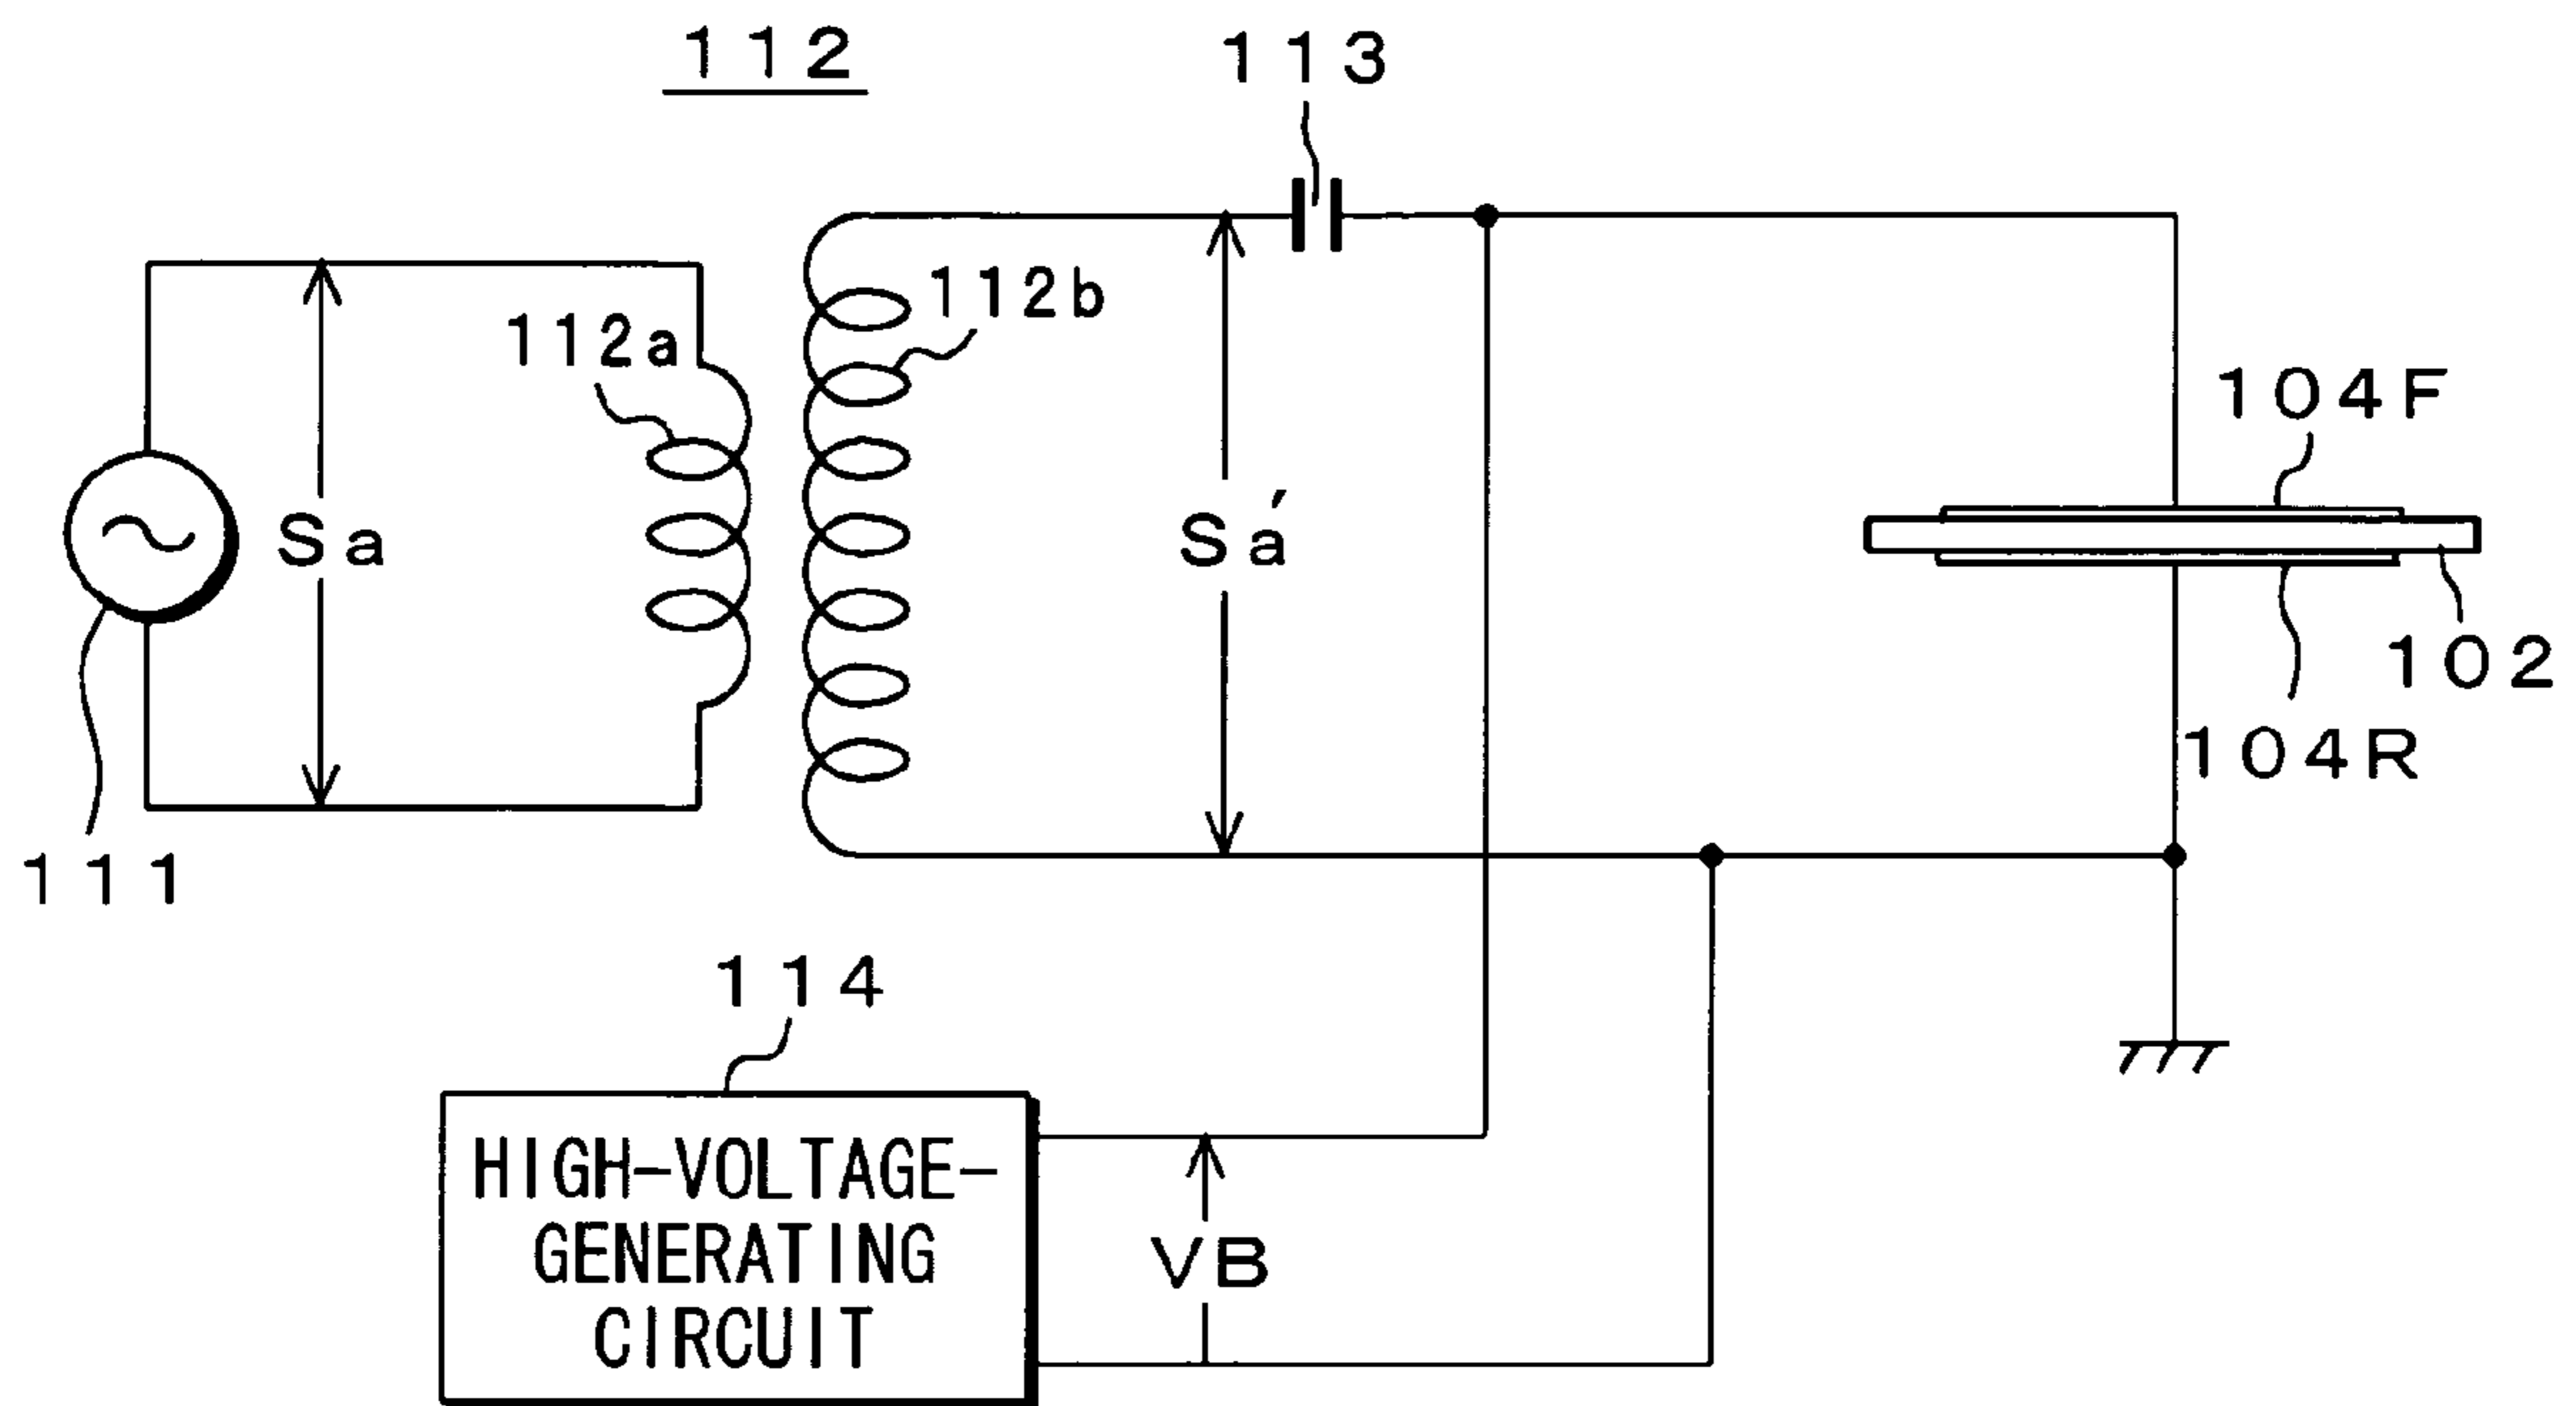 112
113
112b
112a
104F
Sa
Sa′
102
104R
111
114
HIGH-VOLTAGE-
GENERATING
CIRCUIT
VB